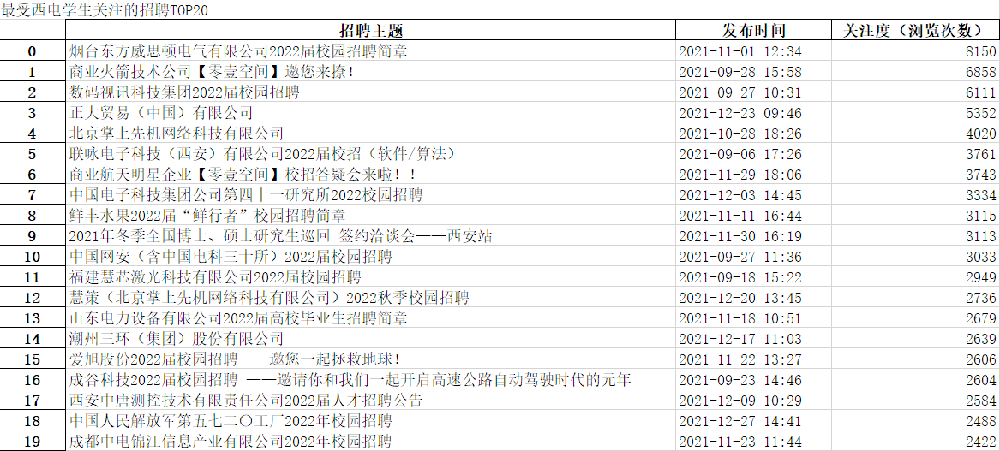 最受西电学生关注的招聘TOP20
招聘主题 发布时间 关注度（浏览次数）
0 烟台东方威思顿电气有限公司2022届校园招聘简章 2021-11-01 12:34 8150
1 商业火箭技术公司【零壹空间】邀您来撩！ 2021-09-28 15:58 6858
2 数码视讯科技集团2022届校园招聘 2021-09-27 10:31 6111
3 正大贸易（中国）有限公司 2021-12-23 09:46 5352
4 北京掌上先机网络科技有限公司 2021-10-28 18:26 4020
5 联咏电子科技（西安）有限公司2022届校招（软件/算法） 2021-09-06 17:26 3761
6 商业航天明星企业【零壹空间】校招答疑会来啦！！ 2021-11-29 18:06 3743
7 中国电子科技集团公司第四十一研究所2022校园招聘 2021-12-03 14:45 3334
8 鲜丰水果2022届“鲜行者”校园招聘简章 2021-11-11 16:44 3115
9 2021年冬季全国博士、硕士研究生巡回 签约洽谈会——西安站 2021-11-30 16:19 3113
10 中国网安（含中国电科三十所）2022届校园招聘 2021-09-27 11:36 3033
11 福建慧芯激光科技有限公司2022届校园招聘 2021-09-18 15:22 2949
12 慧策（北京掌上先机网络科技有限公司）2022秋季校园招聘 2021-12-20 13:45 2736
13 山东电力设备有限公司2022届高校毕业生招聘简章 2021-11-18 10:51 2679
14 潮州三环（集团）股份有限公司 2021-12-17 11:03 2639
15 爱旭股份2022届校园招聘——邀您一起拯救地球！ 2021-11-22 13:27 2606
16 成谷科技2022届校园招聘 ——邀请你和我们一起开启高速公路自动驾驶时代的元年 2021-09-23 14:46 2604
17 西安中唐测控技术有限责任公司2022届人才招聘公告 2021-12-09 10:29 2584
18 中国人民解放军第五七二〇工厂2022年校园招聘 2021-12-27 14:41 2488
19 成都中电锦江信息产业有限公司2022年校园招聘 2021-11-23 11:44 2422